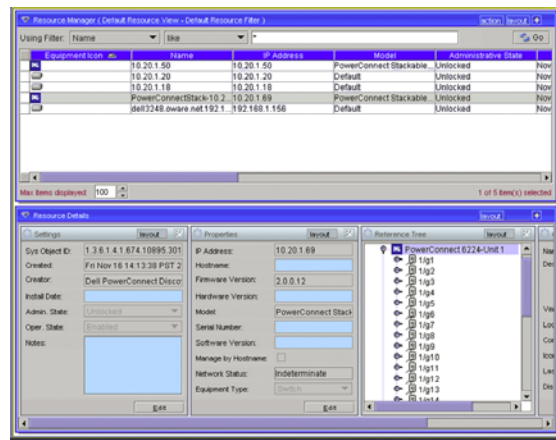 Resource Manager ( Default Resource View - Default Resource Filter ) action layout
Using Filter: Name like * Go
Equipment Icon Name IP Address Model Administrative State
10.20.1.50 10.20.1.50 PowerConnect Stackable... Unlocked Nov
10.20.1.20 10.20.1.20 Default Unlocked Nov
10.20.1.18 10.20.1.18 Default Unlocked Nov
PowerConnectStack-10.2... 10.20.1.69 PowerConnect Stackable... Unlocked Nov
dell3248.oware.net:192.1... 192.168.1.156 Default Unlocked Nov
Max items displayed: 100 1 of 5 item(s) selected
Resource Details layout
Settings layout
Sys Object ID: 1.3.6.1.4.1.674.10895.301
Created: Fri Nov 16 14:13:38 PST 2
Creator: Dell PowerConnect Disco
Install Date:
Admin. State: Unlocked
Oper. State: Enabled
Notes:
Edit
Properties layout
IP Address: 10.20.1.69
Hostname:
Firmware Version: 2.0.0.12
Hardware Version:
Model: PowerConnect Stack
Serial Number:
Software Version:
Manage by Hostname:
Network Status: Indeterminate
Equipment Type: Switch
Edit
Reference Tree layout
PowerConnect 6224-Unit 1
1/g1
1/g2
1/g3
1/g4
1/g5
1/g6
1/g7
1/g8
1/g9
1/g10
1/g11
1/g12
1/g13
1/g14
Nam
Des
Loc
Con
Icon
Las
Dis